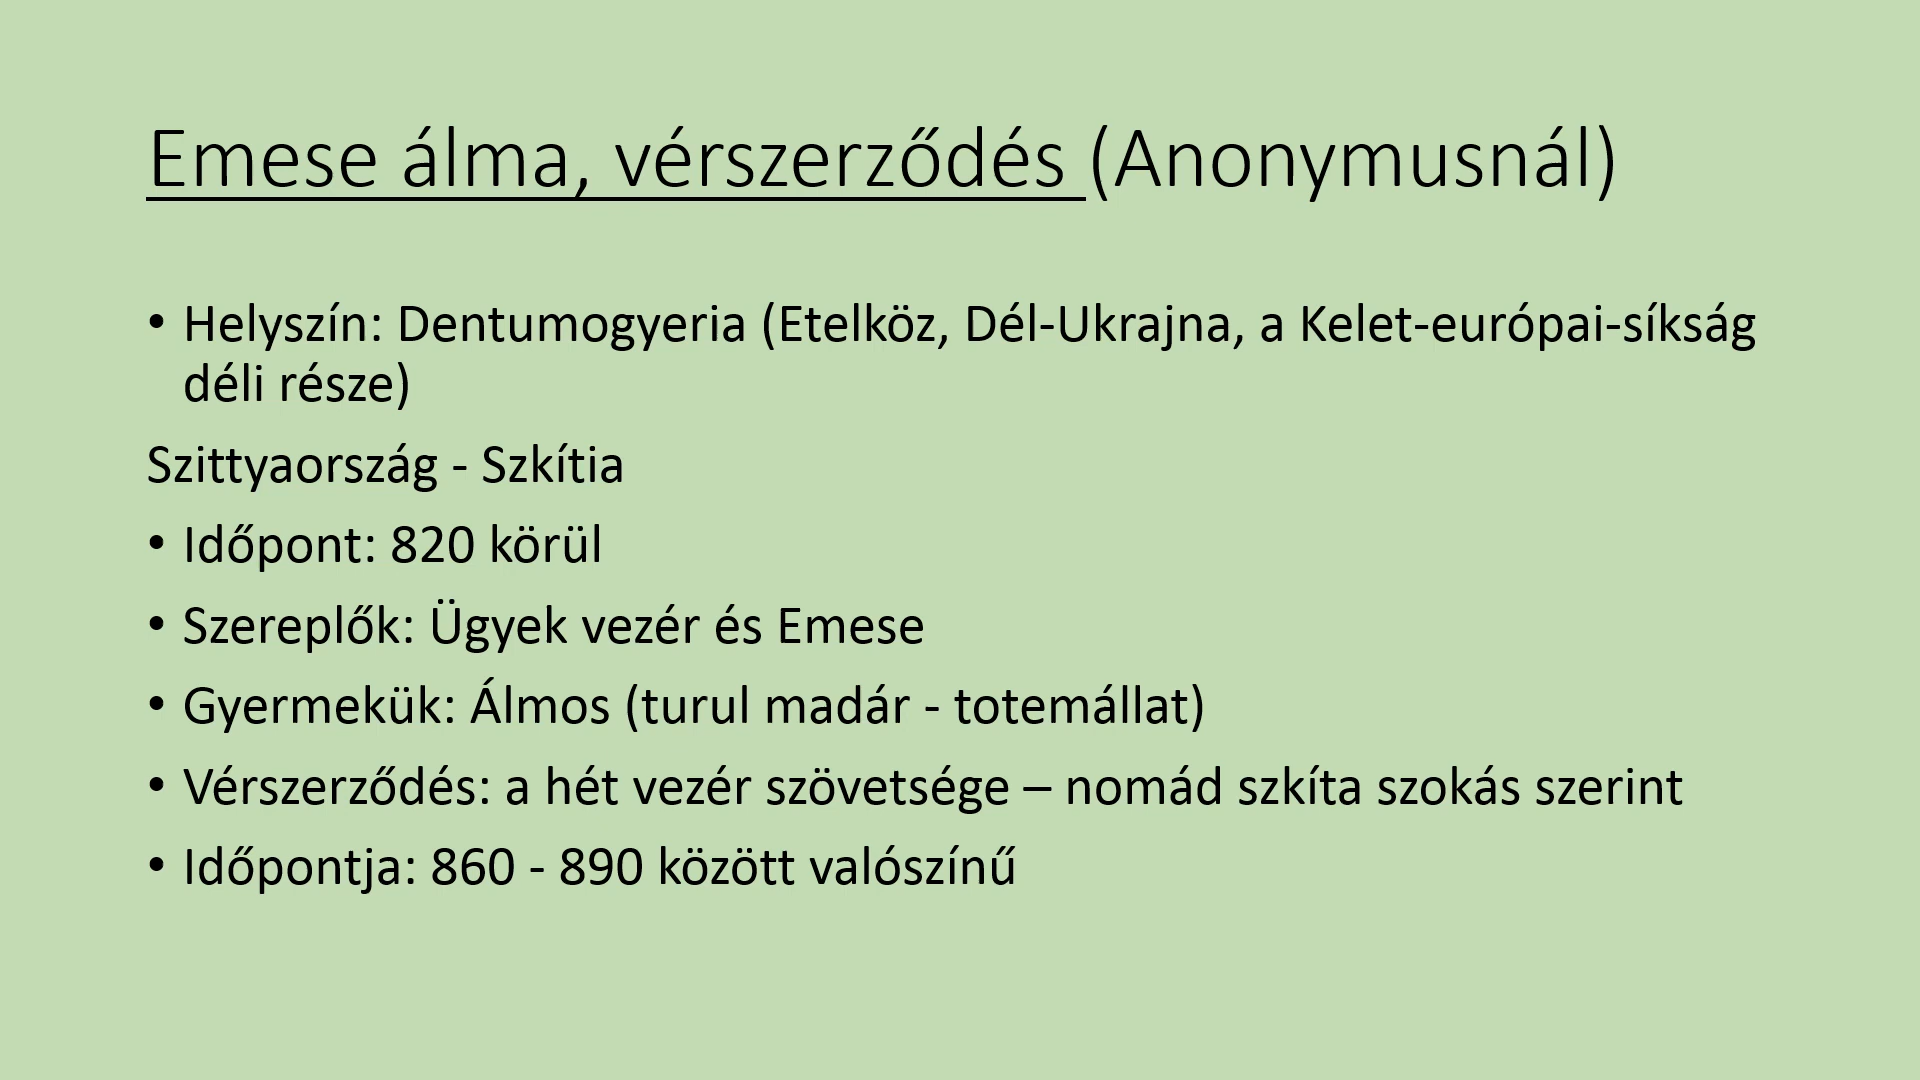 Emese álma, vérszerződés (Anonymusnál)
• Helyszín: Dentumogyeria (Etelköz, Dél-Ukrajna, a Kelet-európai-síkság
déli része)
Szittyaország - Szkítia
• Időpont: 820 körül
• Szereplők: Ügyek vezér és Emese
• Gyermekük: Álmos (turul madár - totemállat)
• Vérszerződés: a hét vezér szövetsége – nomád szkíta szokás szerint
• Időpontja: 860 - 890 között valószínű